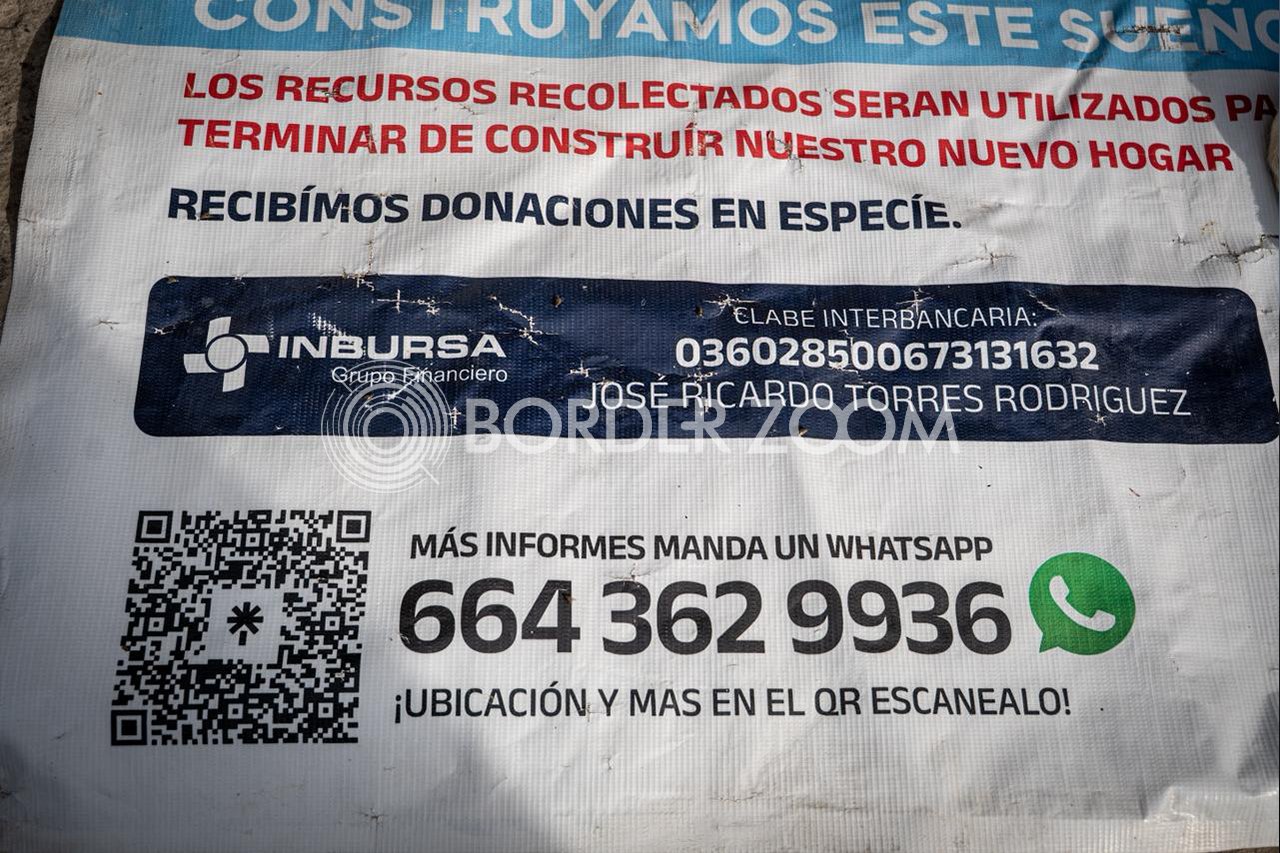 CONSTRUYAMOS ESTE SUEÑO
LOS RECURSOS RECOLECTADOS SERAN UTILIZADOS PA
TERMINAR DE CONSTRUÍR NUESTRO NUEVO HOGAR
RECIBÍMOS DONACIONES EN ESPECÍE.
INBURSA
Grupo Financiero
CLABE INTERBANCARIA:
036028500673131632
JOSÉ RICARDO TORRES RODRIGUEZ
BORDER ZOOM
MÁS INFORMES MANDA UN WHATSAPP
664 362 9936
¡UBICACIÓN Y MAS EN EL QR ESCANEALO!